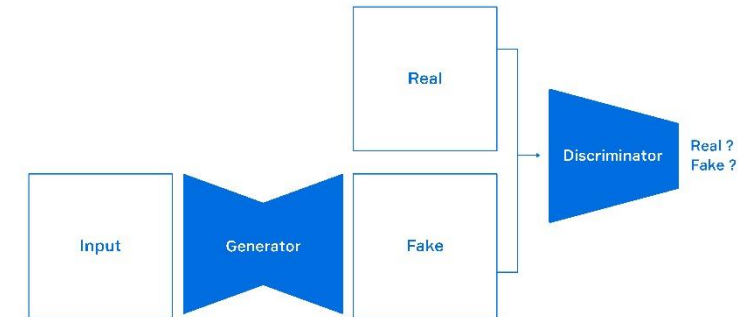 Real
Discriminator
Real ?
Fake ?
Input
Generator
Fake